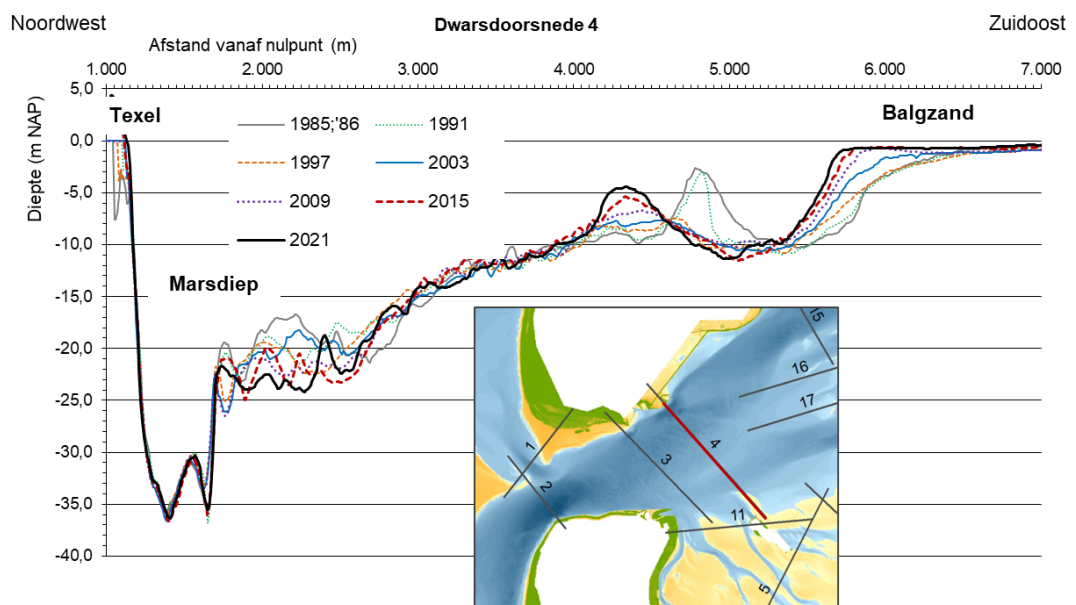 Noordwest
Dwarsdoorsnede 4
Zuidoost
Afstand vanaf nulpunt (m)
1.000 2.000 3.000 4.000 5.000 6.000 7.000
Diepte (m NAP)
5,0
0,0
-5,0
-10,0
-15,0
-20,0
-25,0
-30,0
-35,0
-40,0
Texel
Balgzand
1985;'86
1991
1997
2003
2009
2015
2021
Marsdiep
15
16
17
1
2
3
4
11
5